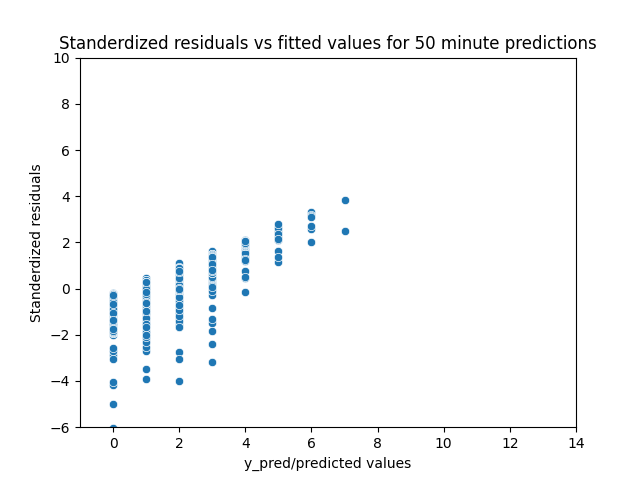 Standerdized residuals vs fitted values for 50 minute predictions
10
8
6
4
2
0
−2
−4
−6
Standerdized residuals
0 2 4 6 8 10 12 14
y_pred/predicted values